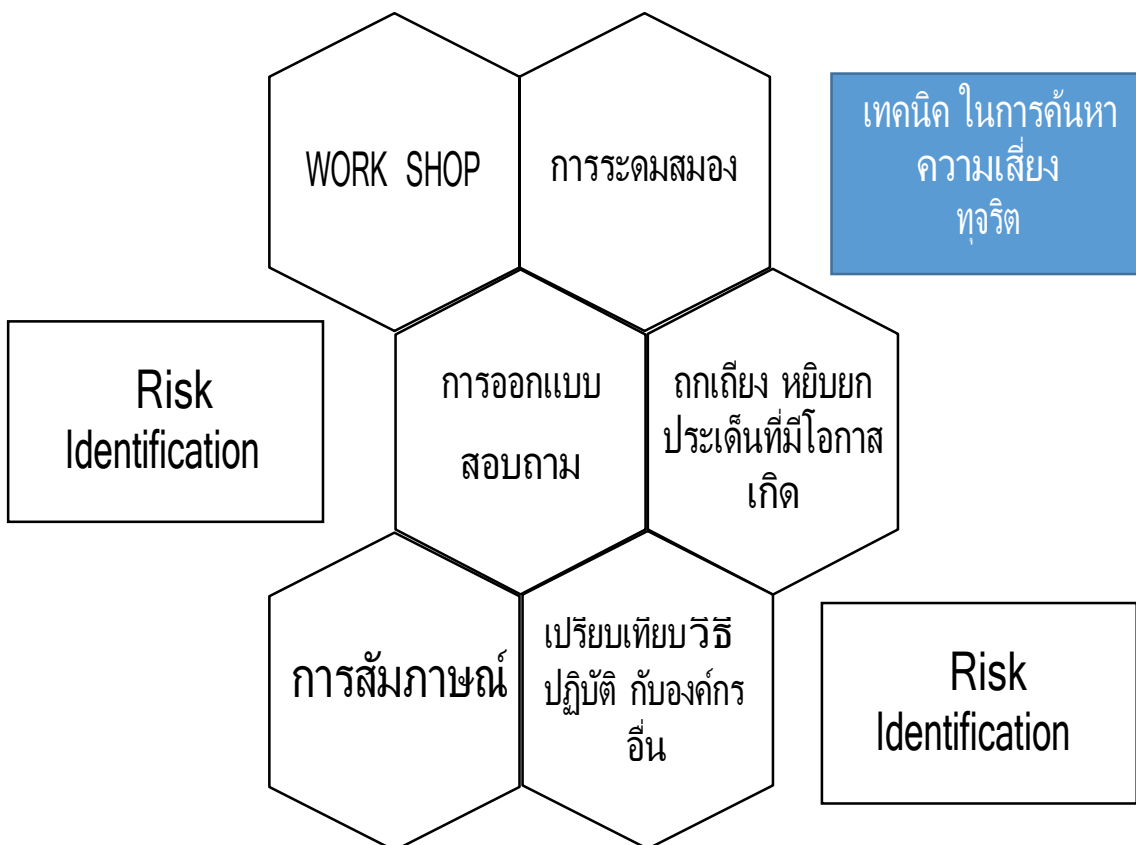 WORK SHOP
การระดมสมอง
เทคนิค ในการค้นหา
ความเสี่ยง
ทุจริต
Risk
Identification
การออกแบบ
สอบถาม
ถกเถียง หยิบยก
ประเด็นที่มีโอกาส
เกิด
การสัมภาษณ์
เปรียบเทียบวิธี
ปฏิบัติ กับองค์กร
อื่น
Risk
Identification